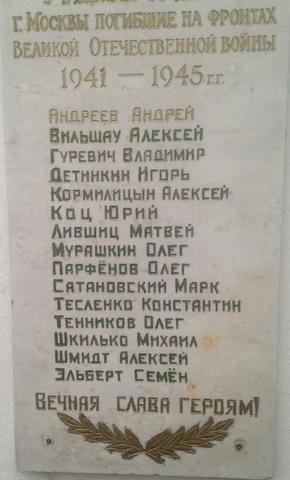 г. Москвы погибшие на фронтах
Великой Отечественной войны
1941 — 1945 г.г.
Андреев Андрей
Вильшау Алексей
Гуревич Владимир
Детинкин Игорь
Кормилицын Алексей
Коц Юрий
Лившиц Матвей
Мурашкин Олег
Парфёнов Олег
Сатановский Марк
Тесленко Константин
Тенников Олег
Шкилько Михаил
Шмидт Алексей
Эльберт Семён
Вечная слава героям!